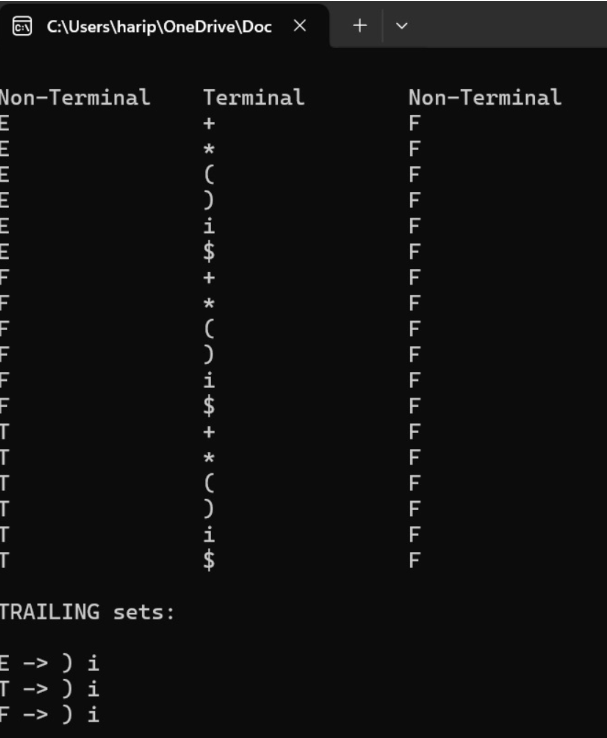 C:\Users\harip\OneDrive\Doc
Non-Terminal Terminal Non-Terminal
E + F
E * F
E ( F
E ) F
E i F
E $ F
F + F
F * F
F ( F
F ) F
F i F
F $ F
T + F
T * F
T ( F
T ) F
T i F
T $ F
TRAILING sets:
E -> ) i
T -> ) i
F -> ) i